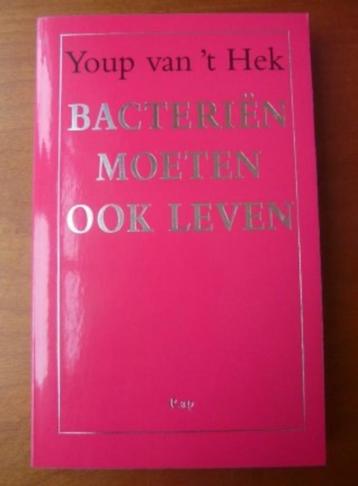 Youp van 't Hek
BACTERIËN
MOETEN
OOK LEVEN